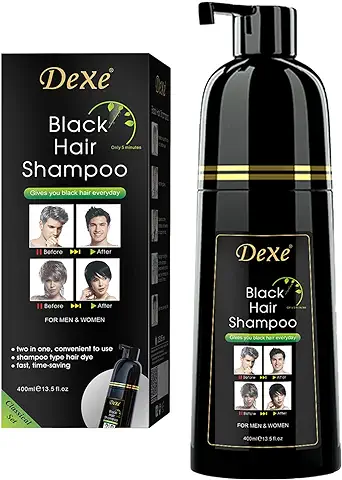 DeXe
Black
Hair
Shampoo
Only 5 minutes
Gives you black hair everyday
Before
After
Before
After
FOR MEN & WOMEN
• two in one, convenient to use
• shampoo type hair dye
• fast, time-saving
400ml℮13.5 fl.oz
Classical
Set
DeXe
Black
Hair
Shampoo
Gives you black hair everyday
Before
After
Before
After
FOR MEN & WOMEN
400ml℮13.5 fl.oz